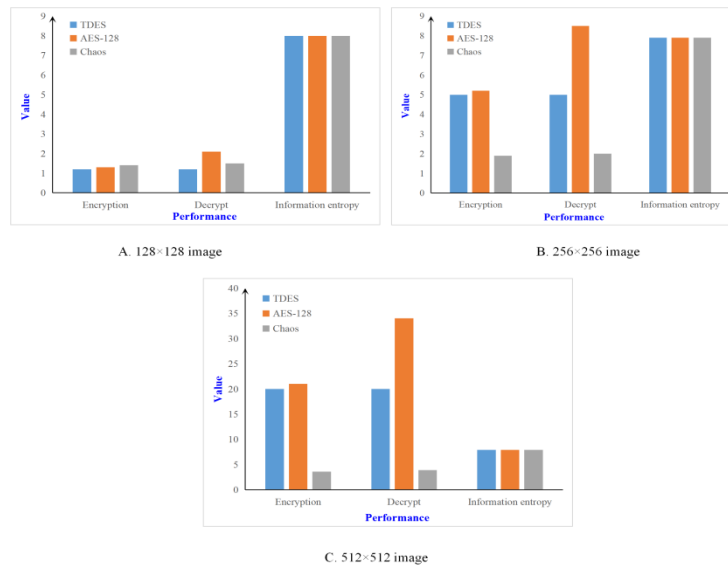 9
8
7
6
5
4
3
2
1
0
Value
TDES
AES-128
Chaos
Encryption Decrypt Information entropy
Performance
A. 128×128 image
9
8
7
6
5
4
3
2
1
0
Value
TDES
AES-128
Chaos
Encryption Decrypt Information entropy
Performance
B. 256×256 image
40
35
30
25
20
15
10
5
0
Value
TDES
AES-128
Chaos
Encryption Decrypt Information entropy
Performance
C. 512×512 image